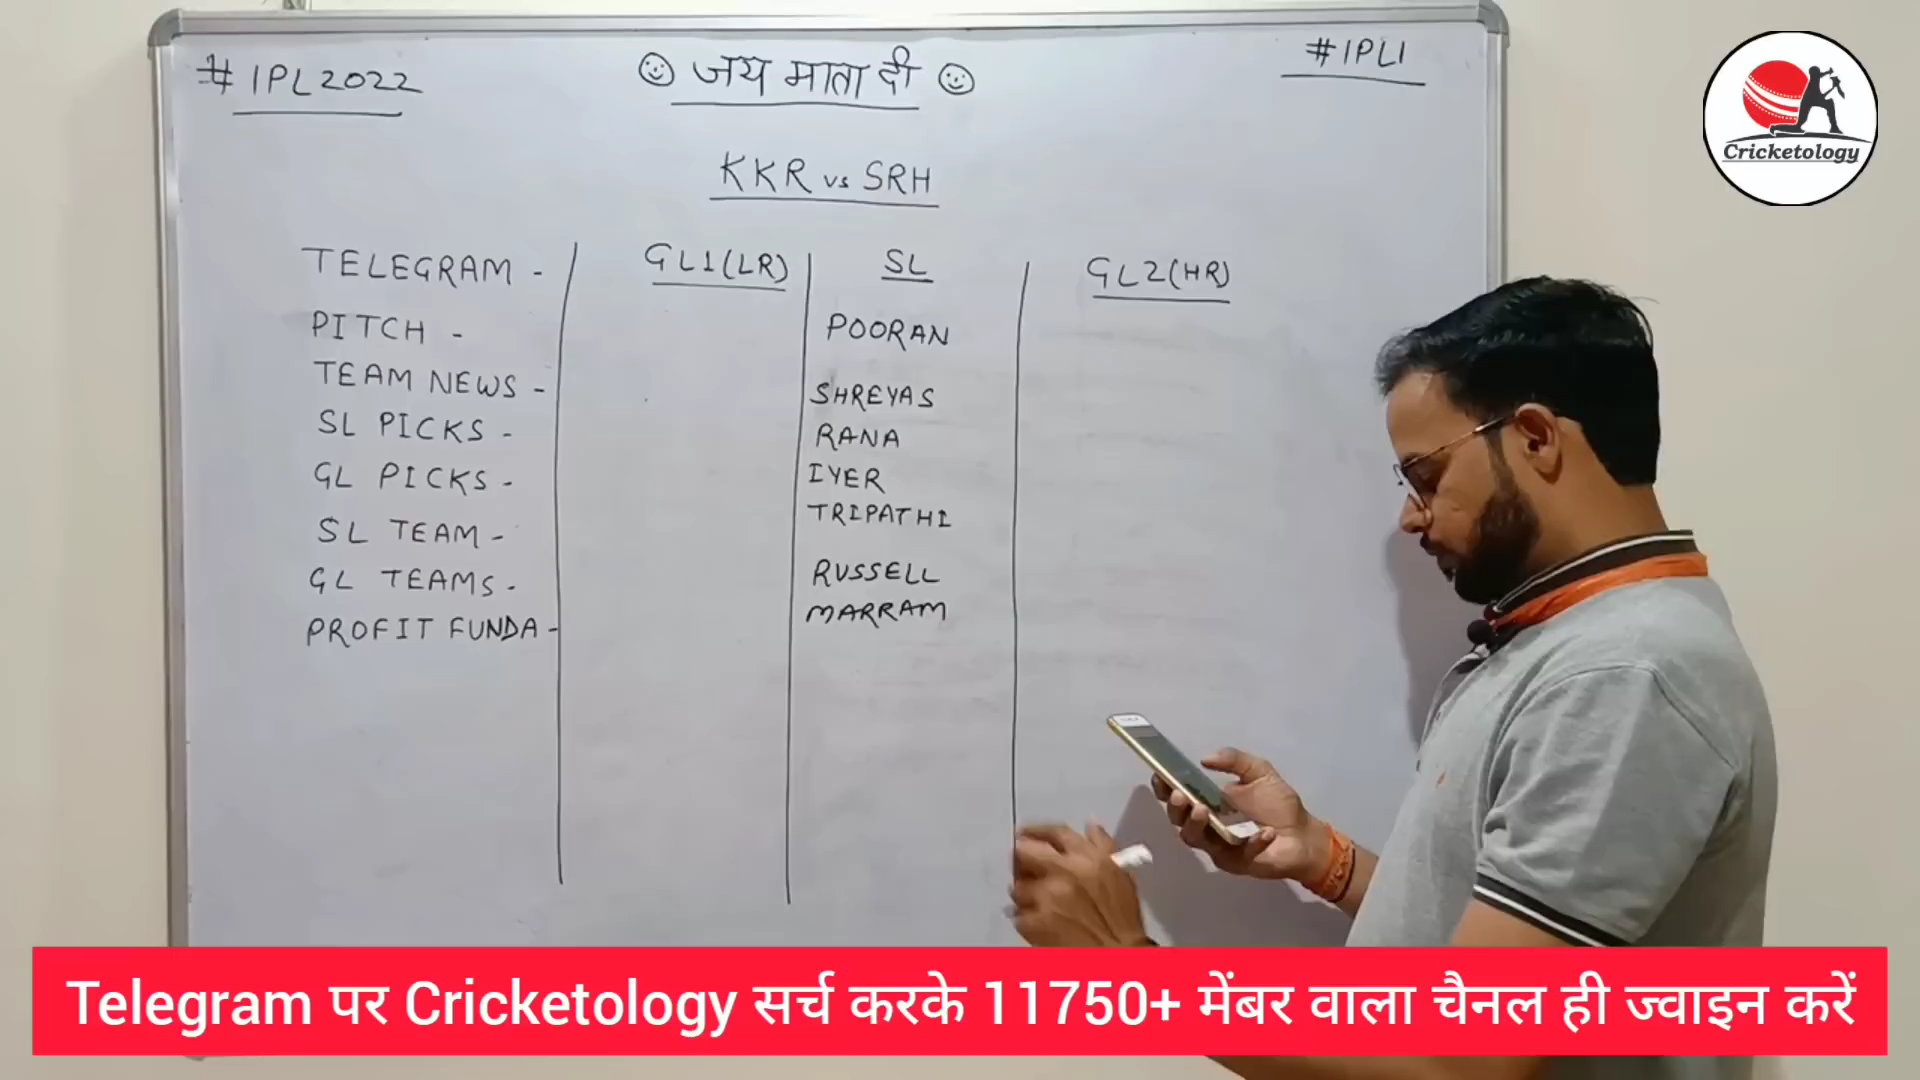 # IPL2022
☺ जय माता दी ☺
#IPL1
Cricketology
KKR vs SRH
TELEGRAM -
PITCH -
TEAM NEWS -
SL PICKS -
GL PICKS -
SL TEAM -
GL TEAMS -
PROFIT FUNDA -
GL1(LR)
SL
POORAN
SHREYAS
RANA
IYER
TRIPATHI
RUSSELL
MARRAM
GL2(HR)
Telegram पर Cricketology सर्च करके 11750+ मेंबर वाला चैनल ही ज्वाइन करें